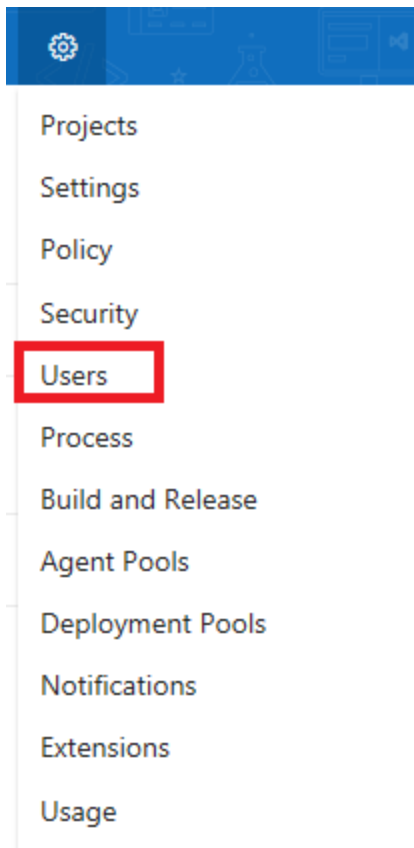 Projects
Settings
Policy
Security
Users
Process
Build and Release
Agent Pools
Deployment Pools
Notifications
Extensions
Usage